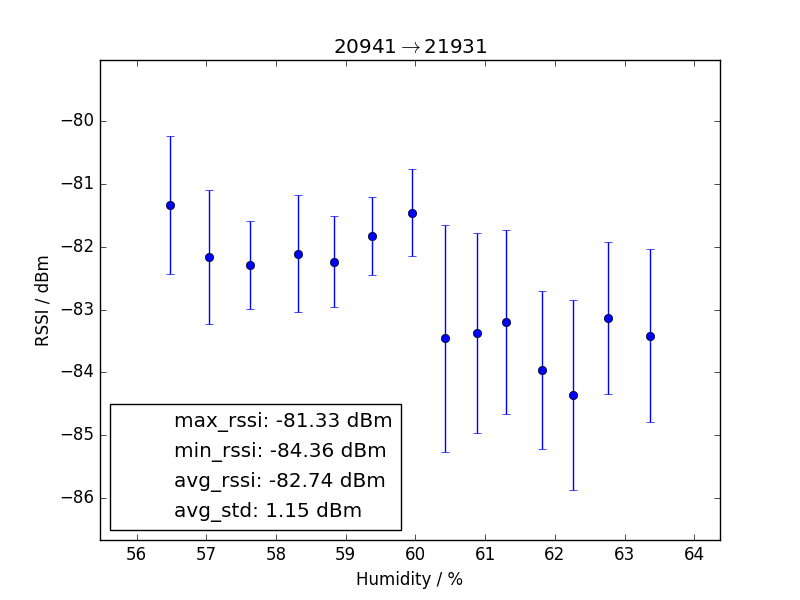 20941→21931
RSSI / dBm
−80
−81
−82
−83
−84
−85
−86
max_rssi: -81.33 dBm
min_rssi: -84.36 dBm
avg_rssi: -82.74 dBm
avg_std: 1.15 dBm
56 57 58 59 60 61 62 63 64
Humidity / %